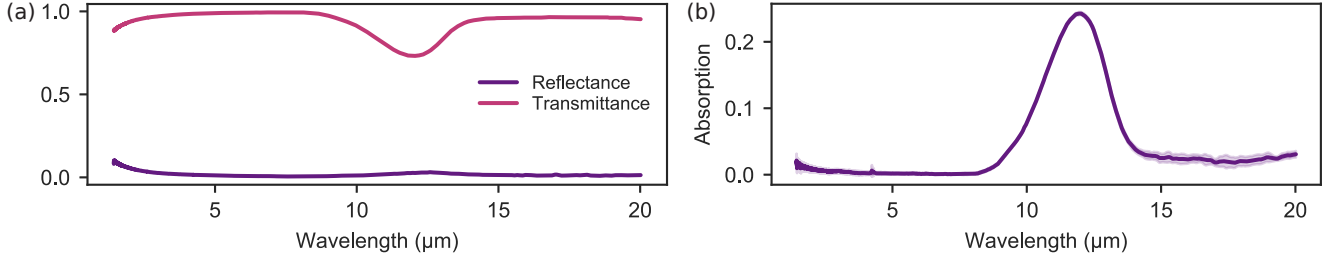 (a)
1.0
0.5
0.0
Reflectance
Transmittance
5
10
15
20
Wavelength (μm)
(b)
Absorption
0.2
0.1
0.0
5
10
15
20
Wavelength (μm)